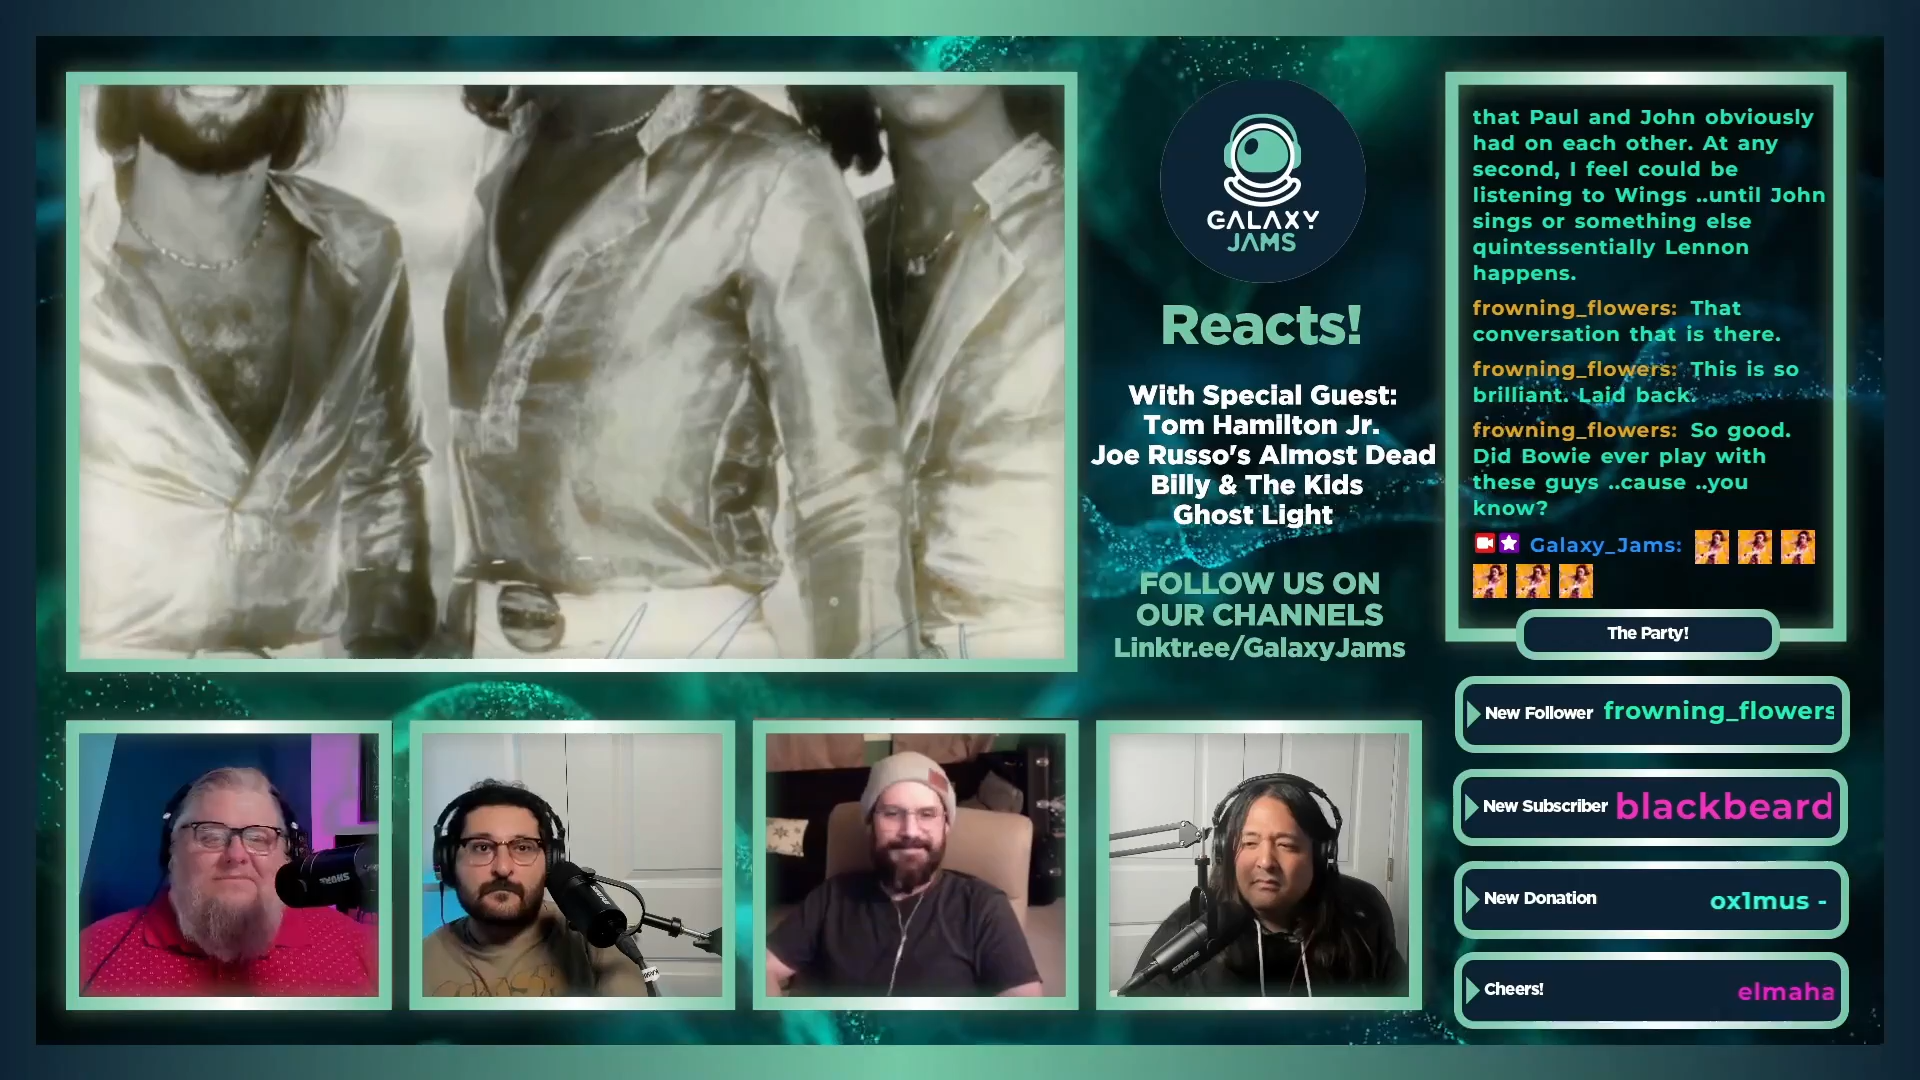 GALAXY
JAMS
Reacts!
With Special Guest:
Tom Hamilton Jr.
Joe Russo's Almost Dead
Billy & The Kids
Ghost Light
FOLLOW US ON
OUR CHANNELS
Linktr.ee/GalaxyJams
that Paul and John obviously
had on each other. At any
second, I feel could be
listening to Wings ..until John
sings or something else
quintessentially Lennon
happens.
frowning_flowers: That
conversation that is there.
frowning_flowers: This is so
brilliant. Laid back.
frowning_flowers: So good.
Did Bowie ever play with
these guys ..cause ..you
know?
Galaxy_Jams:
The Party!
New Follower frowning_flowers
New Subscriber blackbeard
New Donation ox1mus -
Cheers! elmaha
SHURE